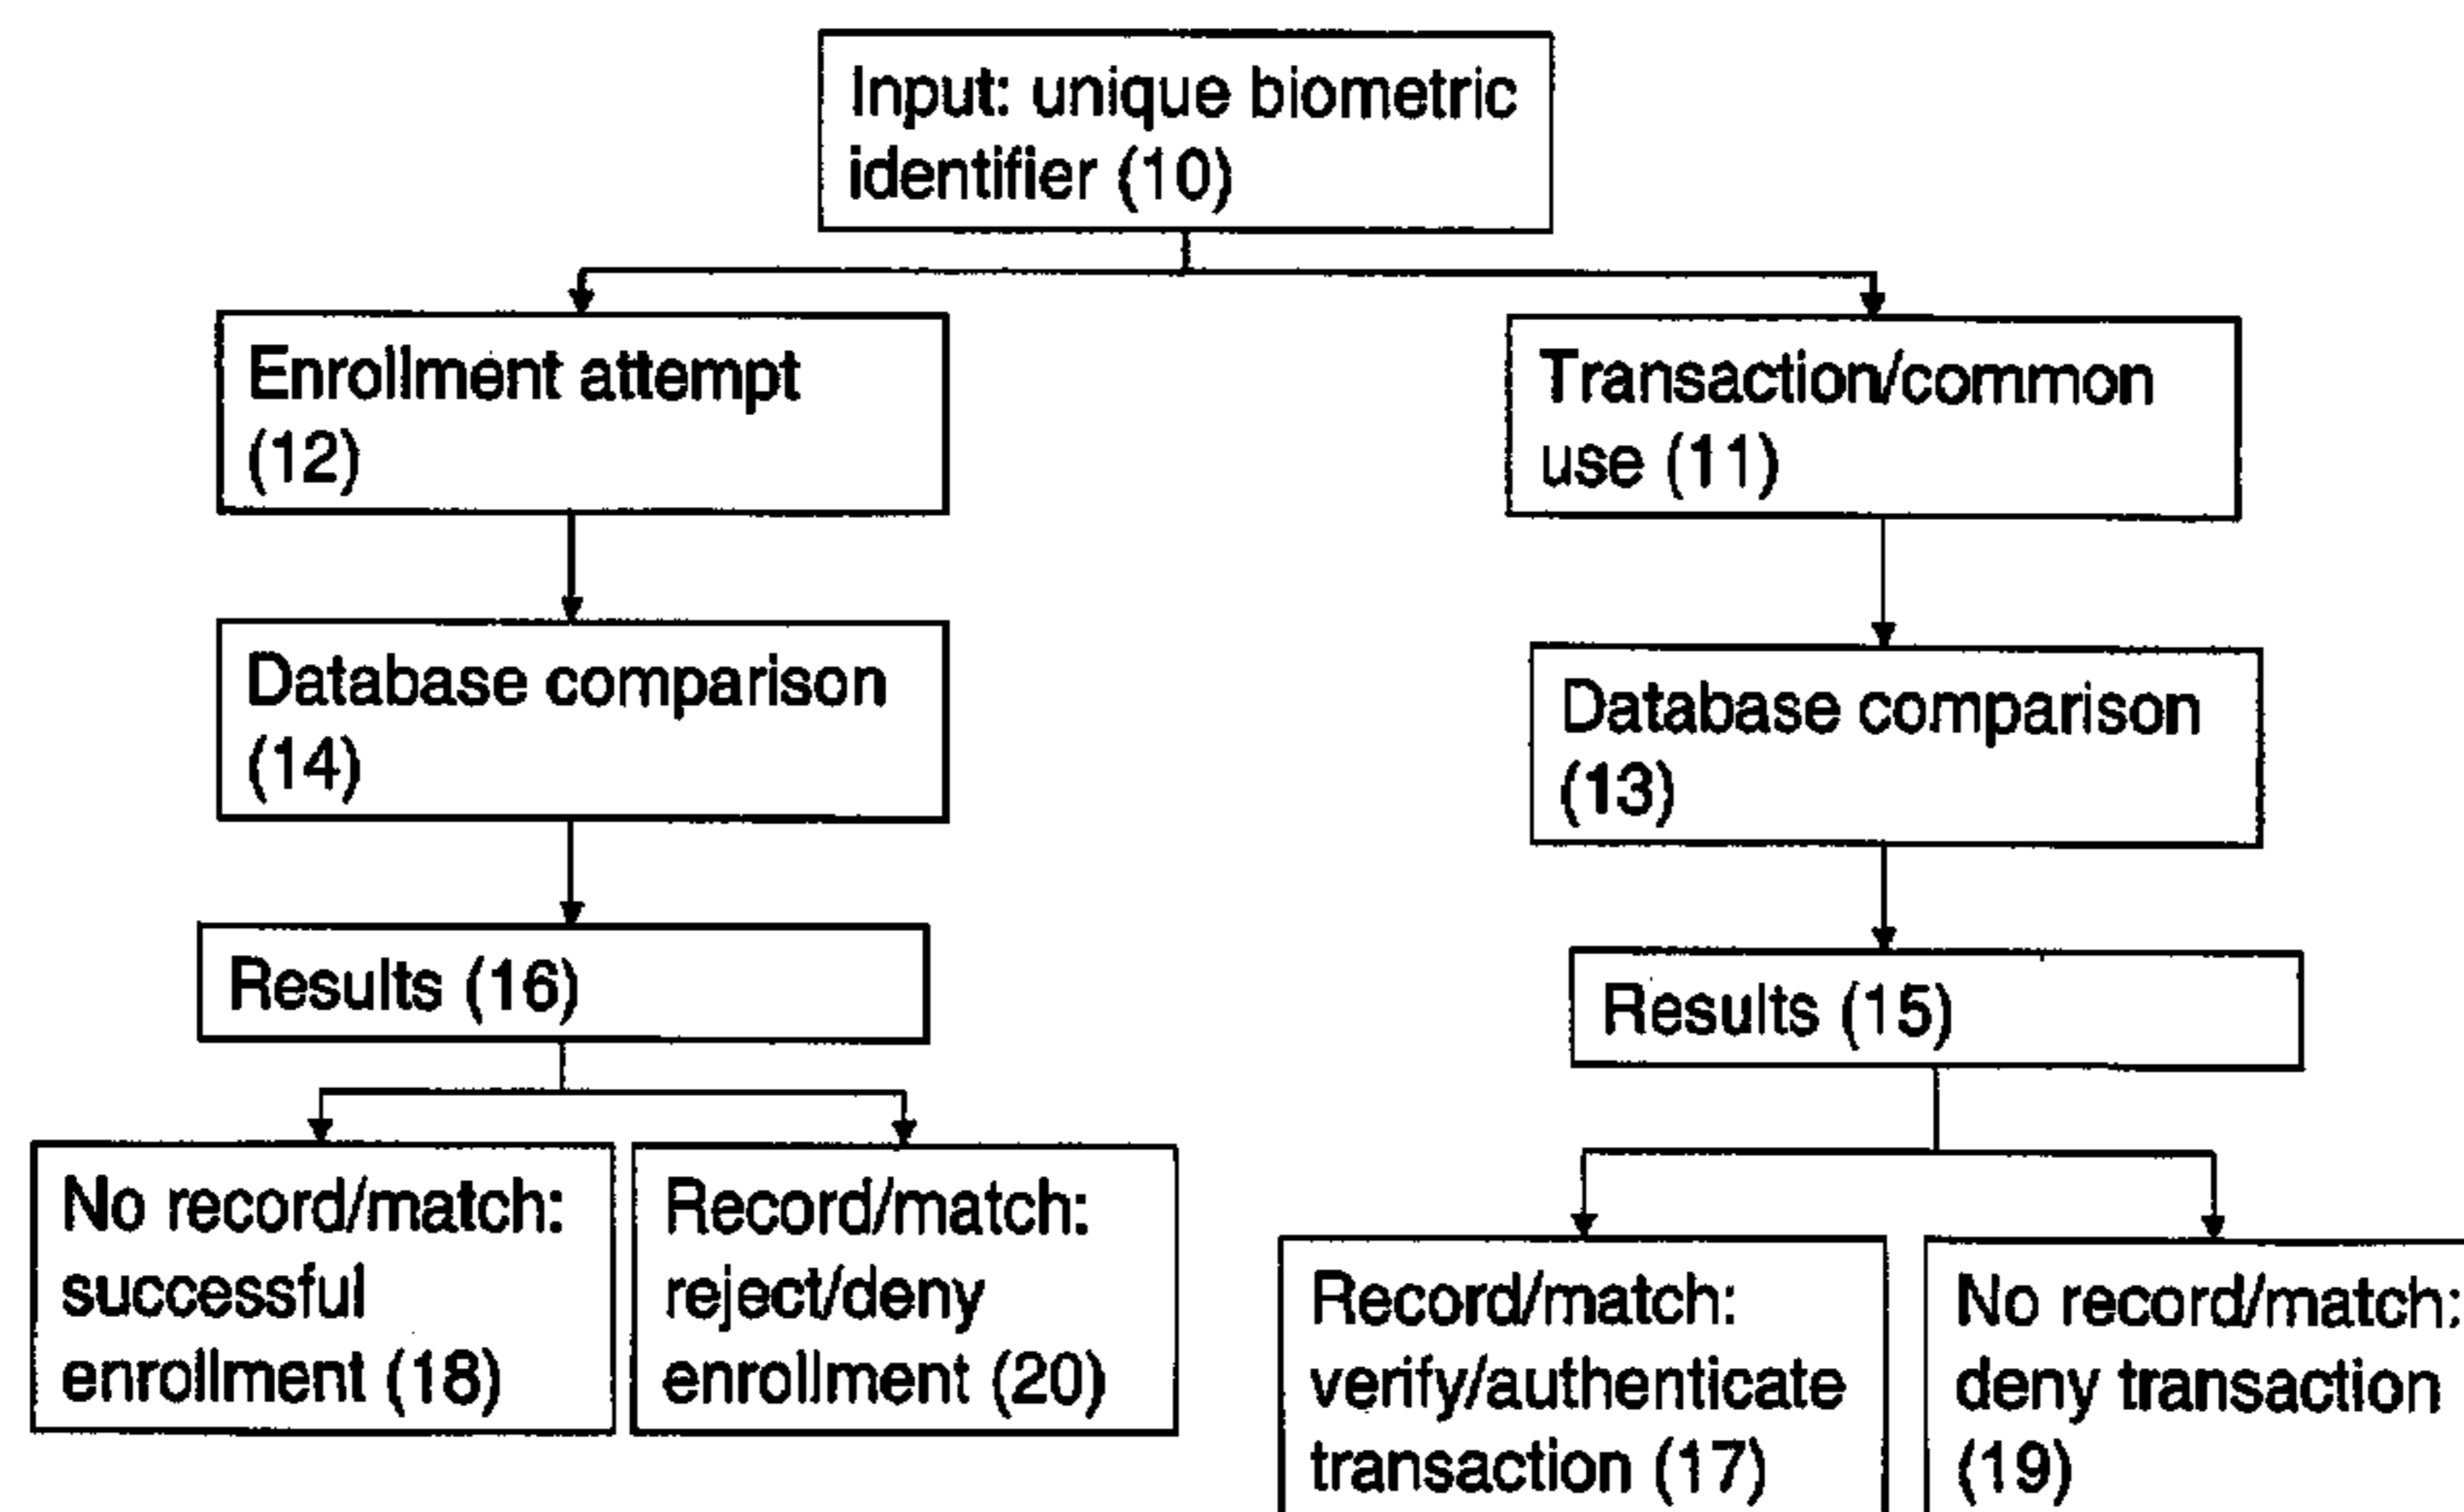 Input: unique biometric
identifier (10)
Enrollment attempt
(12)
Transaction/common
use (11)
Database comparison
(14)
Database comparison
(13)
Results (16)
Results (15)
No record/match:
successful
enrollment (18)
Record/match:
reject/deny
enrollment (20)
Record/match:
verify/authenticate
transaction (17)
No record/match:
deny transaction
(19)